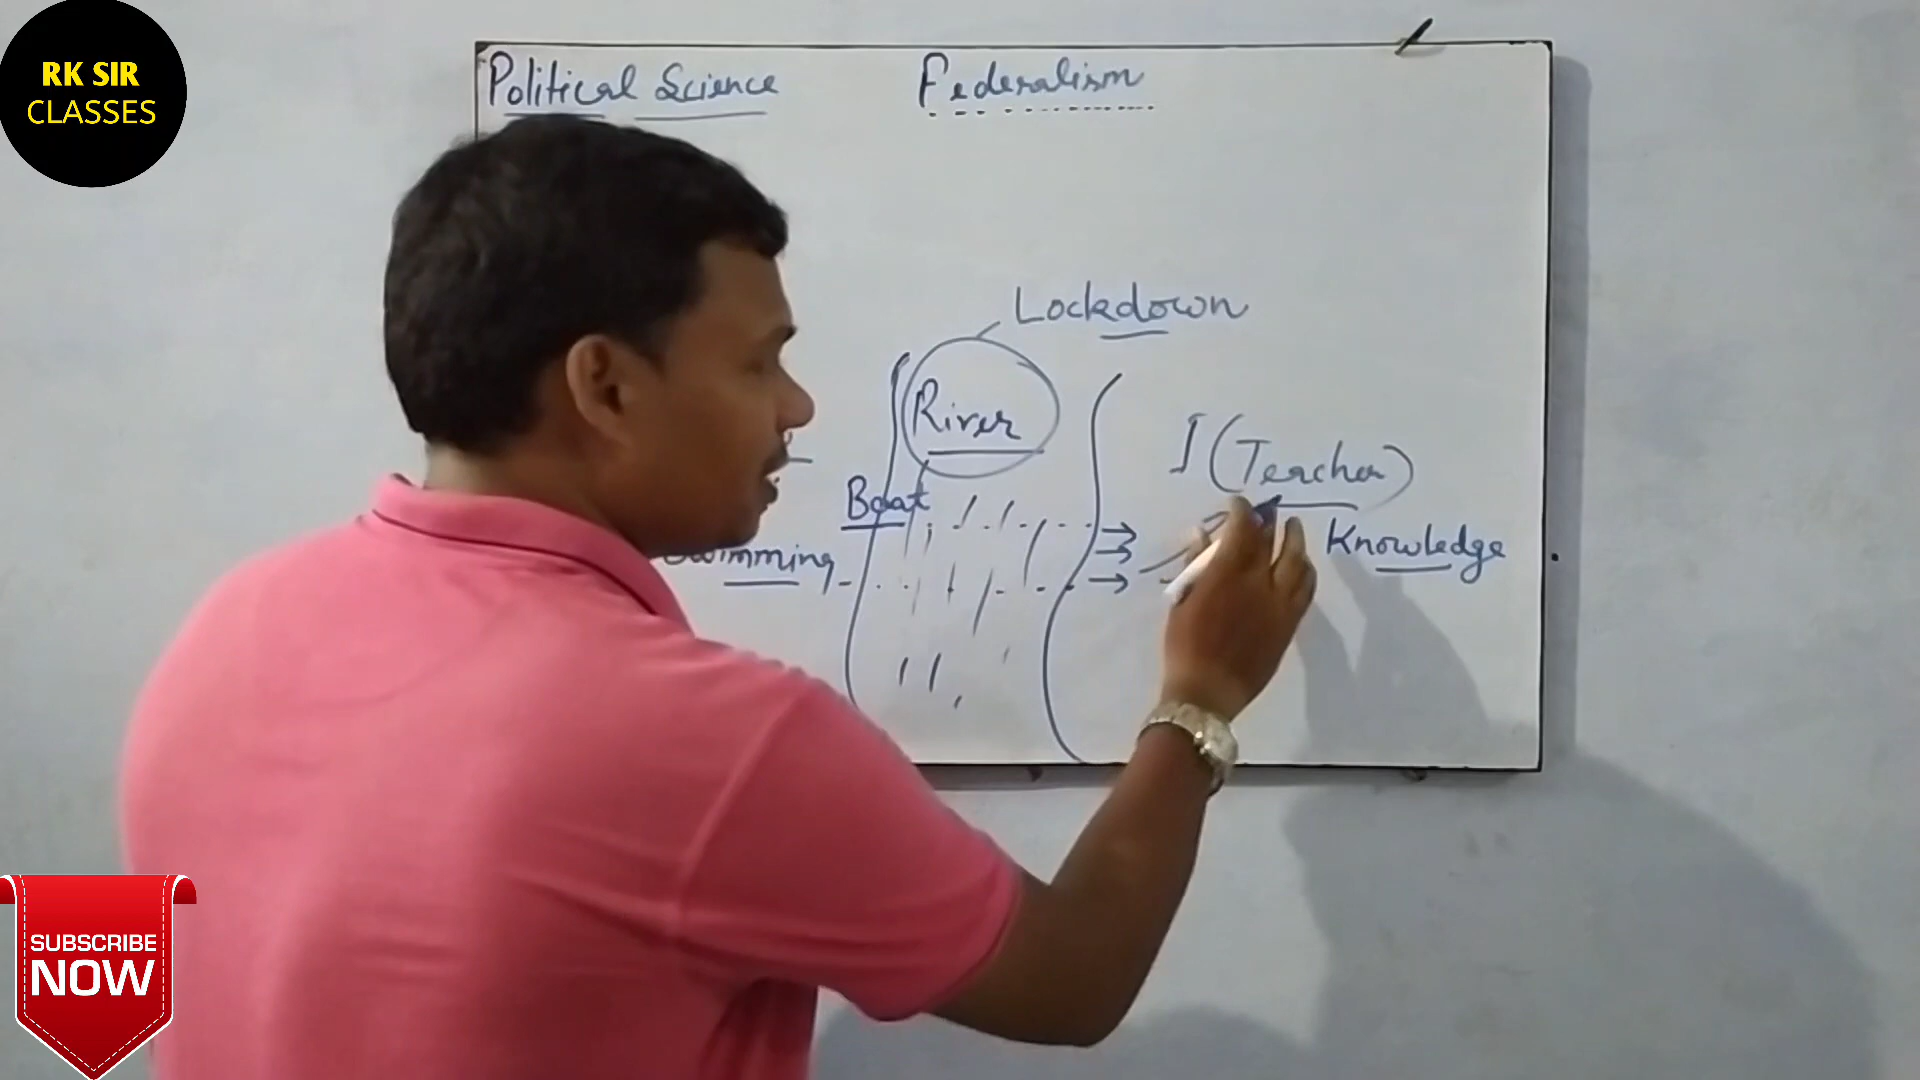 RK SIR
CLASSES
Political Science
Federalism
Lockdown
River
I (Teacher)
Boat
Knowledge
Swimming
SUBSCRIBE
NOW